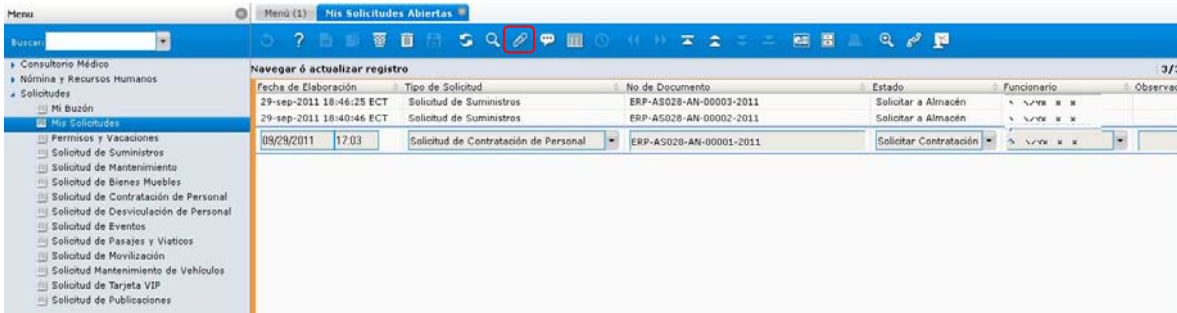 Menu
Menú (1) Mis Solicitudes Abiertas
Buscar:
Consultorio Médico
Nómina y Recursos Humanos
Solicitudes
Mi Buzón
Mis Solicitudes
Permisos y Vacaciones
Solicitud de Suministros
Solicitud de Mantenimiento
Solicitud de Bienes Muebles
Solicitud de Contratación de Personal
Solicitud de Desviculación de Personal
Solicitud de Eventos
Solicitud de Pasajes y Viaticos
Solicitud de Movilización
Solicitud Mantenimiento de Vehículos
Solicitud de Tarjeta VIP
Solicitud de Publicaciones
Navegar ó actualizar registro 3/
Fecha de Elaboración Tipo de Solicitud No de Documento Estado Funcionario Observac
29-sep-2011 18:46:25 ECT Solicitud de Suministros ERP-AS028-AN-00003-2011 Solicitar a Almacén
29-sep-2011 18:40:46 ECT Solicitud de Suministros ERP-AS028-AN-00002-2011 Solicitar a Almacén
09/29/2011 17:03 Solicitud de Contratación de Personal ERP-AS028-AN-00001-2011 Solicitar Contratación